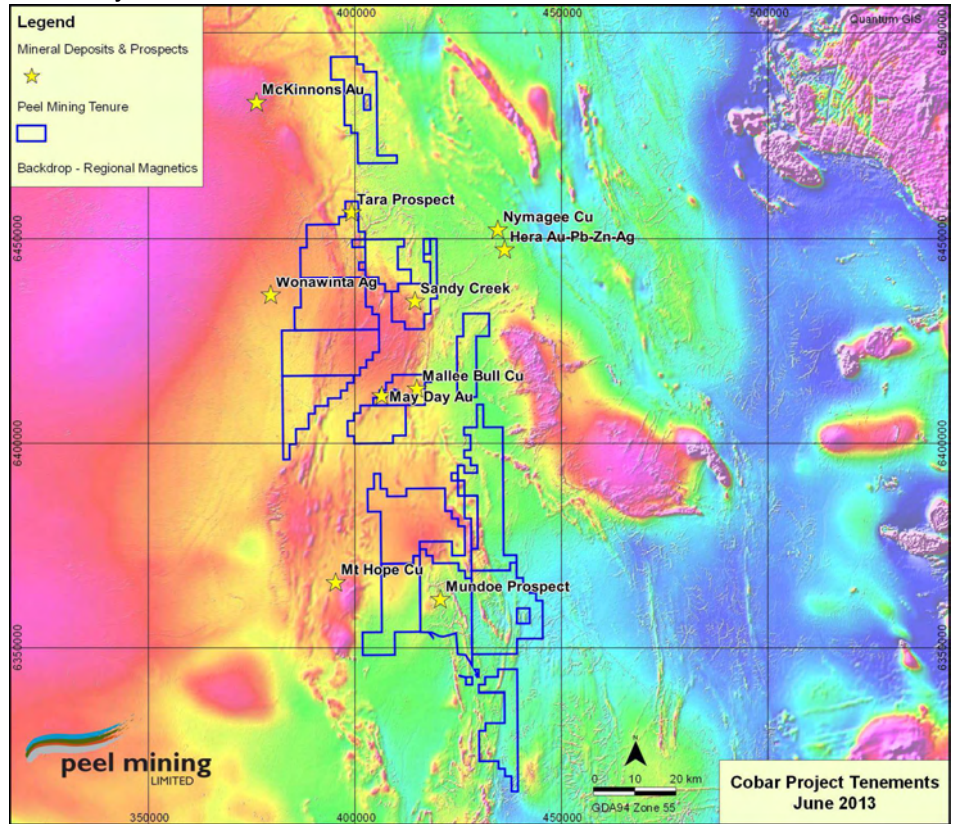 Legend
Mineral Deposits & Prospects
Peel Mining Tenure
Backdrop - Regional Magnetics
400000
450000
500000
Quantum GIS
6500000
McKinnons Au
Tara Prospect
Nymagee Cu
Hera Au-Pb-Zn-Ag
6450000
6450000
Wonawinta Ag
Sandy Creek
Mallee Bull Cu
May Day Au
6400000
6400000
Mt Hope Cu
Mundoe Prospect
6350000
6350000
peel mining
LIMITED
N
0 10 20 km
GDA94 Zone 55
Cobar Project Tenements
June 2013
350000
400000
450000